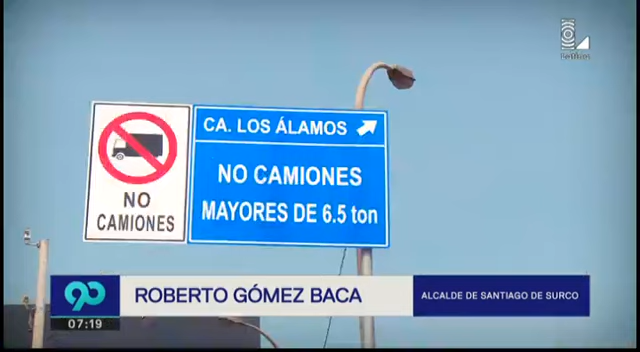 Latina
CA. LOS ÁLAMOS
NO CAMIONES
MAYORES DE 6.5 ton
NO
CAMIONES
90
07:19
ROBERTO GÓMEZ BACA
ALCALDE DE SANTIAGO DE SURCO